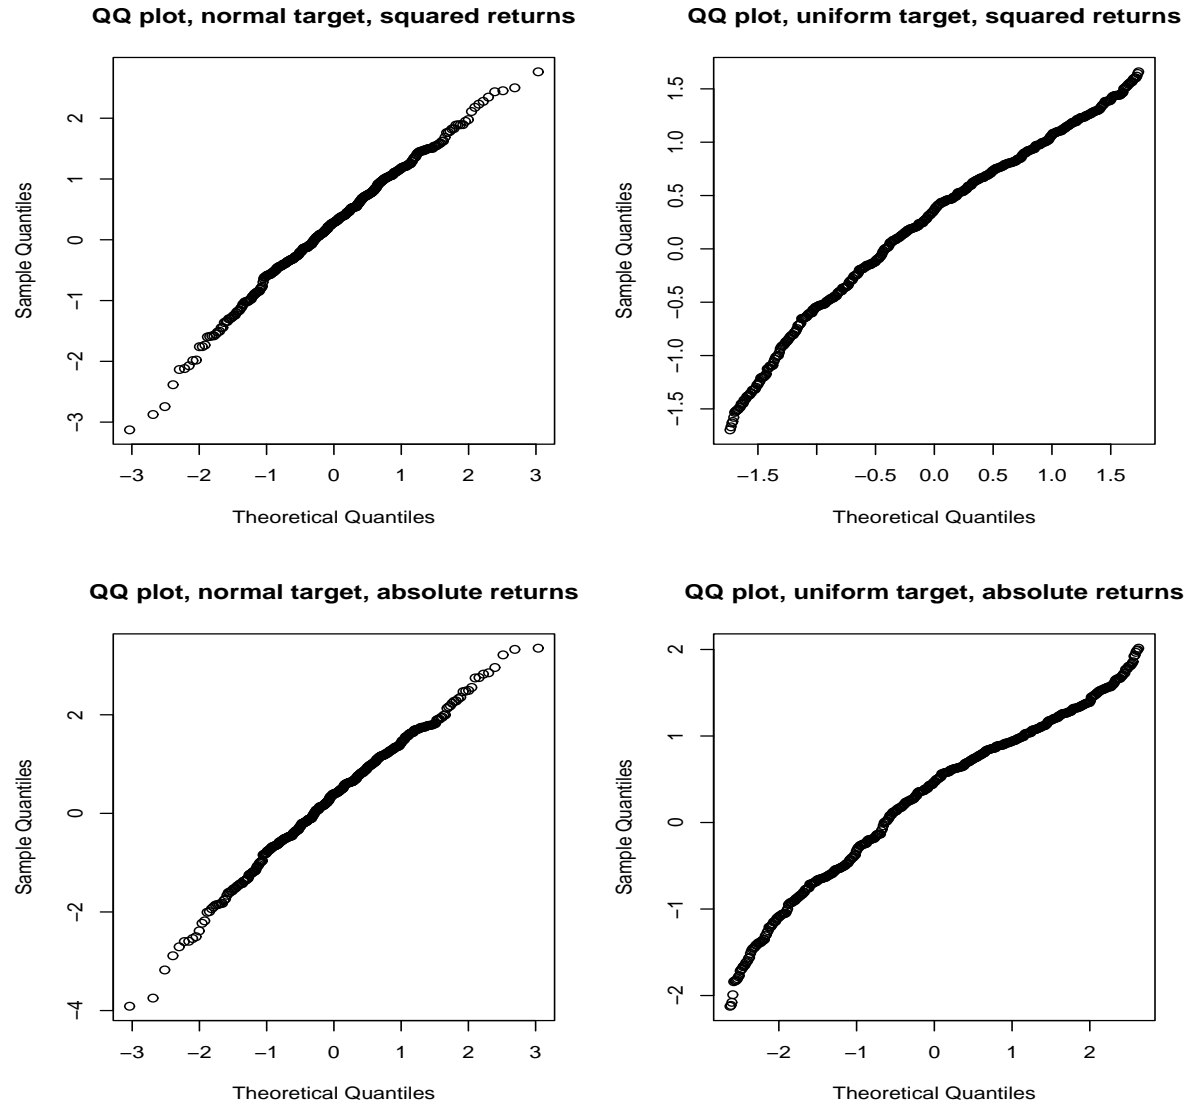 QQ plot, normal target, squared returns
Sample Quantiles
2
1
0
−1
−2
−3
−3 −2 −1 0 1 2 3
Theoretical Quantiles
QQ plot, uniform target, squared returns
Sample Quantiles
1.5
1.0
0.5
0.0
−0.5
−1.0
−1.5
−1.5 −0.5 0.0 0.5 1.0 1.5
Theoretical Quantiles
QQ plot, normal target, absolute returns
Sample Quantiles
2
0
−2
−4
−3 −2 −1 0 1 2 3
Theoretical Quantiles
QQ plot, uniform target, absolute returns
Sample Quantiles
2
1
0
−1
−2
−2 −1 0 1 2
Theoretical Quantiles